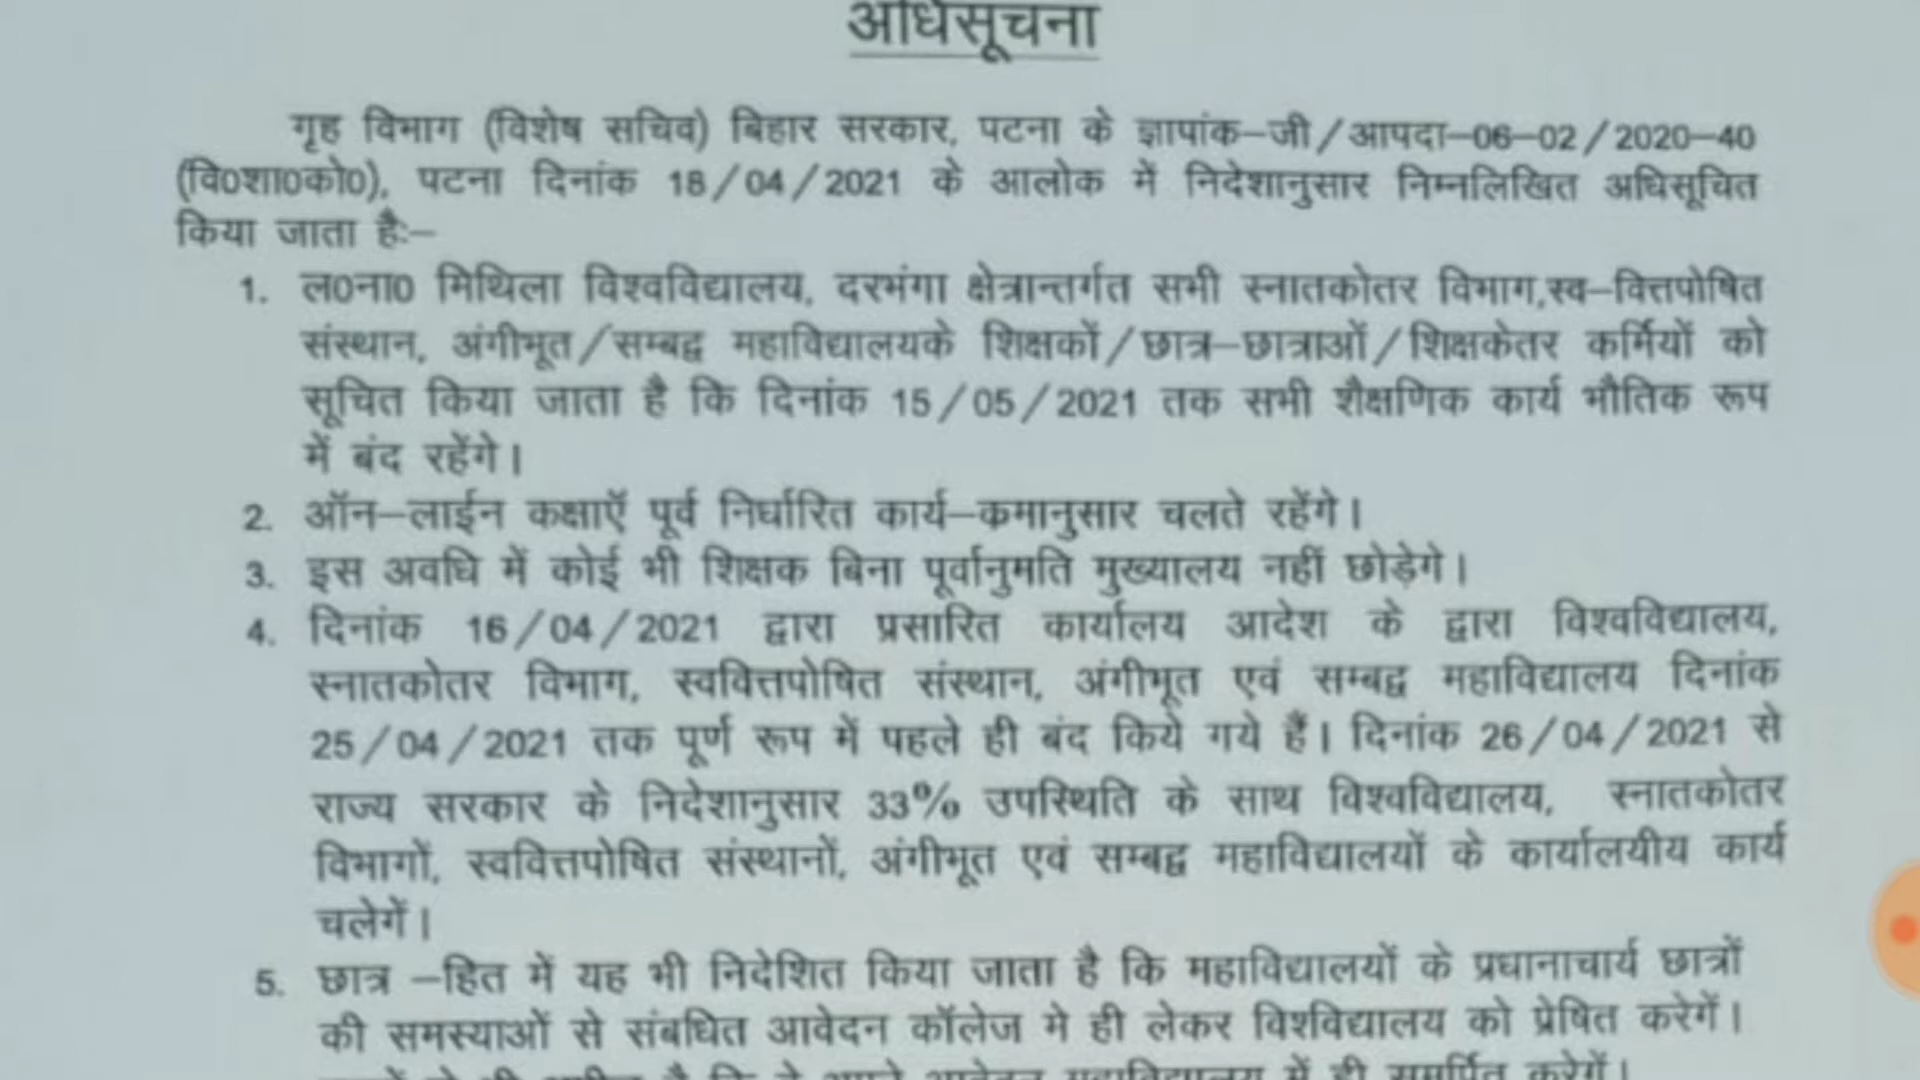 अधिसूचना
गृह विभाग (विशेष सचिव) बिहार सरकार, पटना के ज्ञापांक–जी/आपदा–06–02/2020–40
(वि0शा0को0), पटना दिनांक 18/04/2021 के आलोक में निदेशानुसार निम्नलिखित अधिसूचित
किया जाता हैः–
1. ल0ना0 मिथिला विश्वविद्यालय, दरभंगा क्षेत्रान्तर्गत सभी स्नातकोतर विभाग,स्व–वित्तपोषित
संस्थान, अंगीभूत/सम्बद्व महाविद्यालयके शिक्षकों/छात्र–छात्राओं/शिक्षकेतर कर्मियों को
सूचित किया जाता है कि दिनांक 15/05/2021 तक सभी शैक्षणिक कार्य भौतिक रूप
में बंद रहेंगे।
2. ऑन–लाईन कक्षाऍ पूर्व निर्धारित कार्य–कमानुसार चलते रहेंगे।
3. इस अवधि में कोई भी शिक्षक बिना पूर्वानुमति मुख्यालय नहीं छोड़ेगे।
4. दिनांक 16/04/2021 द्वारा प्रसारित कार्यालय आदेश के द्वारा विश्वविद्यालय,
स्नातकोतर विभाग, स्ववित्तपोषित संस्थान, अंगीभूत एवं सम्बद्व महाविद्यालय दिनांक
25/04/2021 तक पूर्ण रूप में पहले ही बंद किये गये हैं। दिनांक 26/04/2021 से
राज्य सरकार के निदेशानुसार 33% उपस्थिति के साथ विश्वविद्यालय, स्नातकोतर
विभागों, स्ववित्तपोषित संस्थानों, अंगीभूत एवं सम्बद्व महाविद्यालयों के कार्यालयीय कार्य
चलेगें।
5. छात्र –हित में यह भी निदेशित किया जाता है कि महाविद्यालयों के प्रधानाचार्य छात्रों
की समस्याओं से संबधित आवेदन कॉलेज मे ही लेकर विश्विद्यालय को प्रेषित करेगें।
में ही समर्पित करेगें।